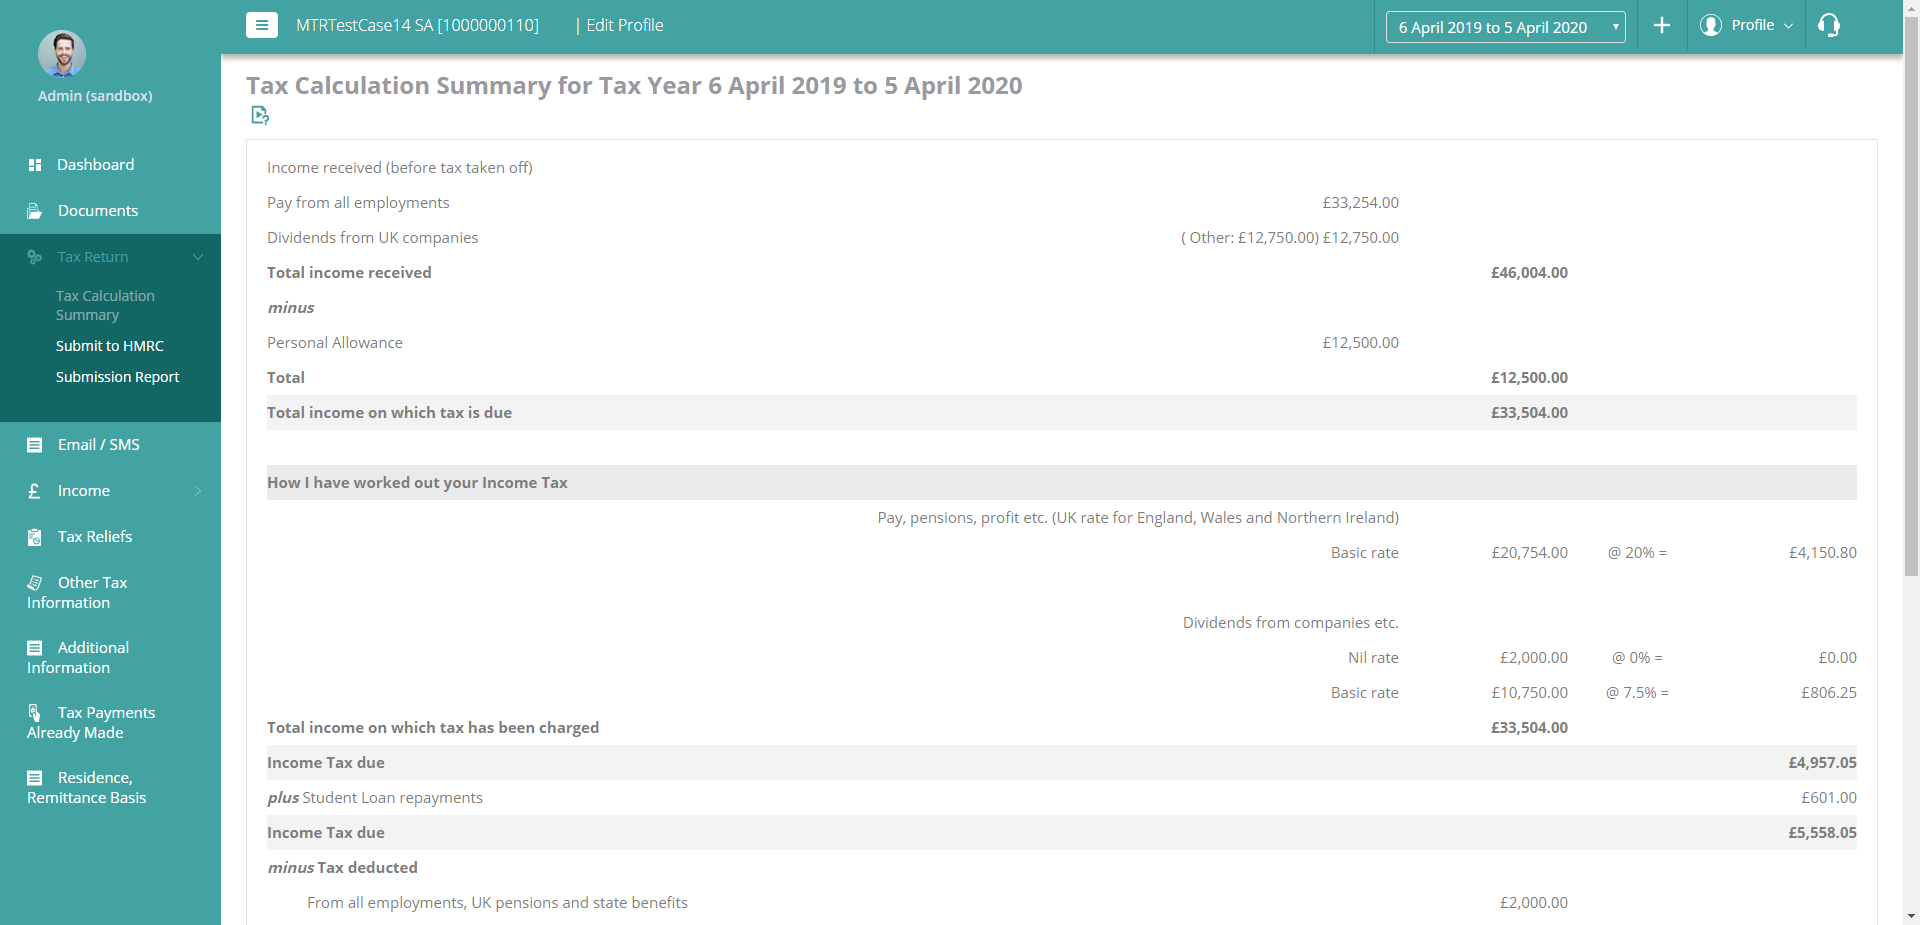 MTRTestCase14 SA [1000000110]
| Edit Profile
6 April 2019 to 5 April 2020
Profile
Admin (sandbox)
Dashboard
Documents
Tax Return
Tax Calculation
Summary
Submit to HMRC
Submission Report
Email / SMS
£ Income
Tax Reliefs
Other Tax
Information
Additional
Information
Tax Payments
Already Made
Residence,
Remittance Basis
Tax Calculation Summary for Tax Year 6 April 2019 to 5 April 2020
Income received (before tax taken off)
Pay from all employments £33,254.00
Dividends from UK companies ( Other: £12,750.00) £12,750.00
Total income received £46,004.00
minus
Personal Allowance £12,500.00
Total £12,500.00
Total income on which tax is due £33,504.00
How I have worked out your Income Tax
Pay, pensions, profit etc. (UK rate for England, Wales and Northern Ireland)
Basic rate £20,754.00 @ 20% = £4,150.80
Dividends from companies etc.
Nil rate £2,000.00 @ 0% = £0.00
Basic rate £10,750.00 @ 7.5% = £806.25
Total income on which tax has been charged £33,504.00
Income Tax due £4,957.05
plus Student Loan repayments £601.00
Income Tax due £5,558.05
minus Tax deducted
From all employments, UK pensions and state benefits £2,000.00